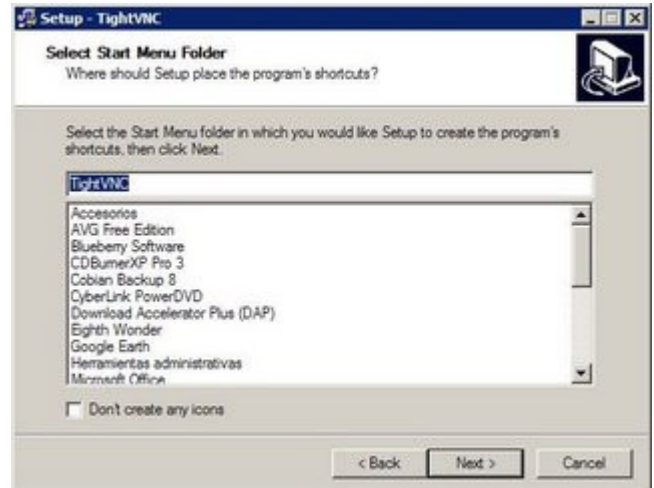 Setup - TightVNC
Select Start Menu Folder
Where should Setup place the program's shortcuts?
Select the Start Menu folder in which you would like Setup to create the program's
shortcuts, then click Next.
TightVNC
Accesorios
AVG Free Edition
Blueberry Software
CDBurnerXP Pro 3
Cobian Backup 8
CyberLink PowerDVD
Download Accelerator Plus (DAP)
Eighth Wonder
Google Earth
Herramientas administrativas
Microsoft Office
Don't create any icons
< Back
Next >
Cancel